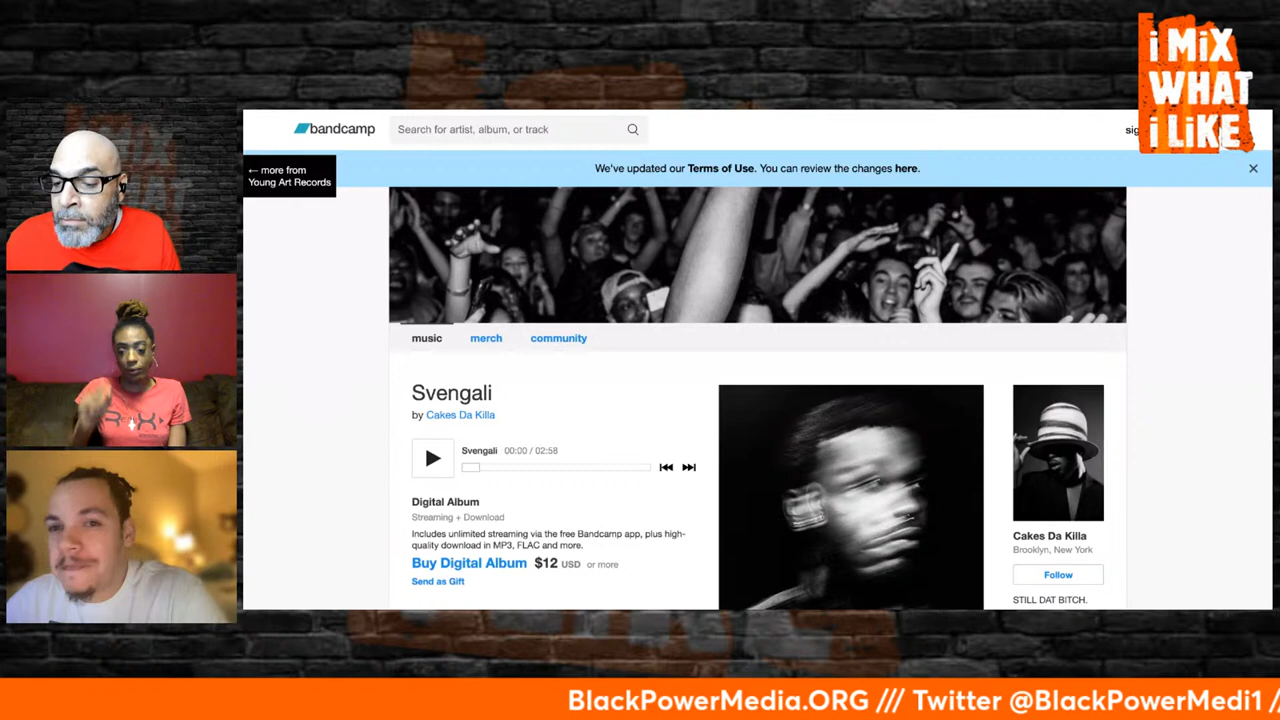 i MiX
WHAT
i LiKE
bandcamp
Search for artist, album, or track
sig
← more from
Young Art Records
We've updated our Terms of Use. You can review the changes here.
music
merch
community
Svengali
by Cakes Da Killa
Svengali 00:00 / 02:58
Digital Album
Streaming + Download
Includes unlimited streaming via the free Bandcamp app, plus high-
quality download in MP3, FLAC and more.
Buy Digital Album $12 USD or more
Send as Gift
Cakes Da Killa
Brooklyn, New York
Follow
STILL DAT BITCH.
BlackPowerMedia.ORG /// Twitter @BlackPowerMedi1 /